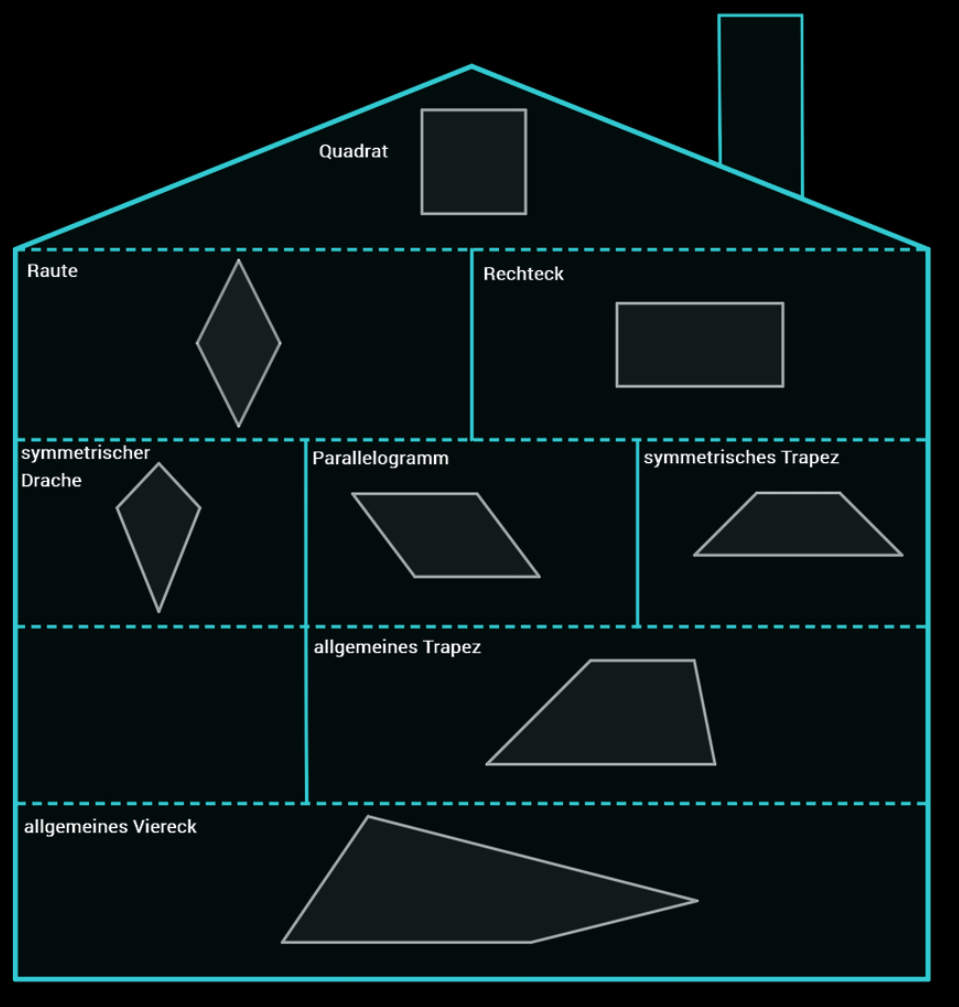 Quadrat
Raute
Rechteck
symmetrischer
Drache
Parallelogramm
symmetrisches Trapez
allgemeines Trapez
allgemeines Viereck